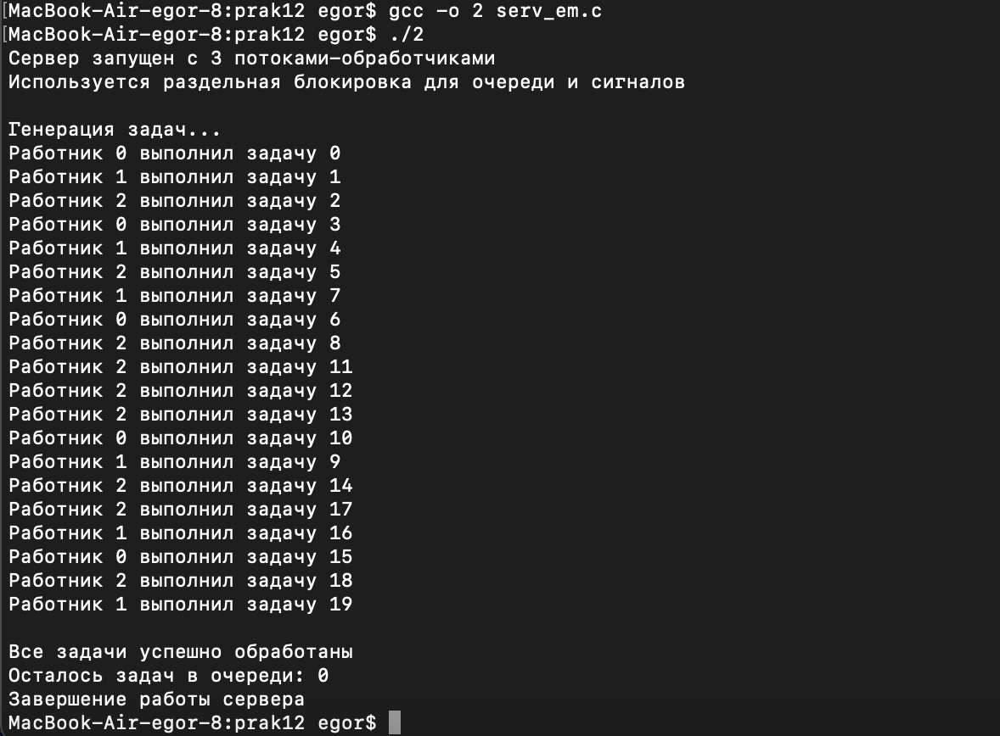 [MacBook-Air-egor-8:prak12 egor$ gcc -o 2 serv_em.c
[MacBook-Air-egor-8:prak12 egor$ ./2
Сервер запущен с 3 потоками-обработчиками
Используется раздельная блокировка для очереди и сигналов
Генерация задач...
Работник 0 выполнил задачу 0
Работник 1 выполнил задачу 1
Работник 2 выполнил задачу 2
Работник 0 выполнил задачу 3
Работник 1 выполнил задачу 4
Работник 2 выполнил задачу 5
Работник 1 выполнил задачу 7
Работник 0 выполнил задачу 6
Работник 2 выполнил задачу 8
Работник 2 выполнил задачу 11
Работник 2 выполнил задачу 12
Работник 2 выполнил задачу 13
Работник 0 выполнил задачу 10
Работник 1 выполнил задачу 9
Работник 2 выполнил задачу 14
Работник 2 выполнил задачу 17
Работник 1 выполнил задачу 16
Работник 0 выполнил задачу 15
Работник 2 выполнил задачу 18
Работник 1 выполнил задачу 19
Все задачи успешно обработаны
Осталось задач в очереди: 0
Завершение работы сервера
MacBook-Air-egor-8:prak12 egor$